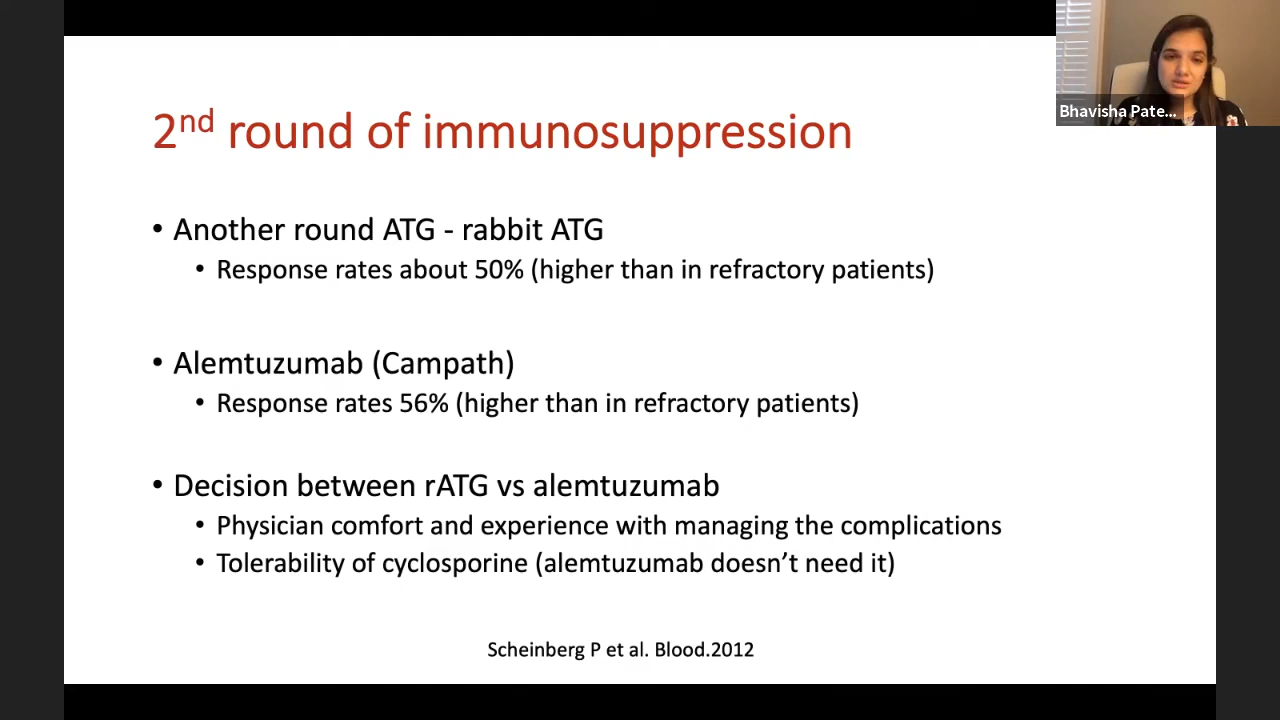 Bhavisha Pate...
2nd round of immunosuppression
• Another round ATG - rabbit ATG
• Response rates about 50% (higher than in refractory patients)
• Alemtuzumab (Campath)
• Response rates 56% (higher than in refractory patients)
• Decision between rATG vs alemtuzumab
• Physician comfort and experience with managing the complications
• Tolerability of cyclosporine (alemtuzumab doesn’t need it)
Scheinberg P et al. Blood.2012